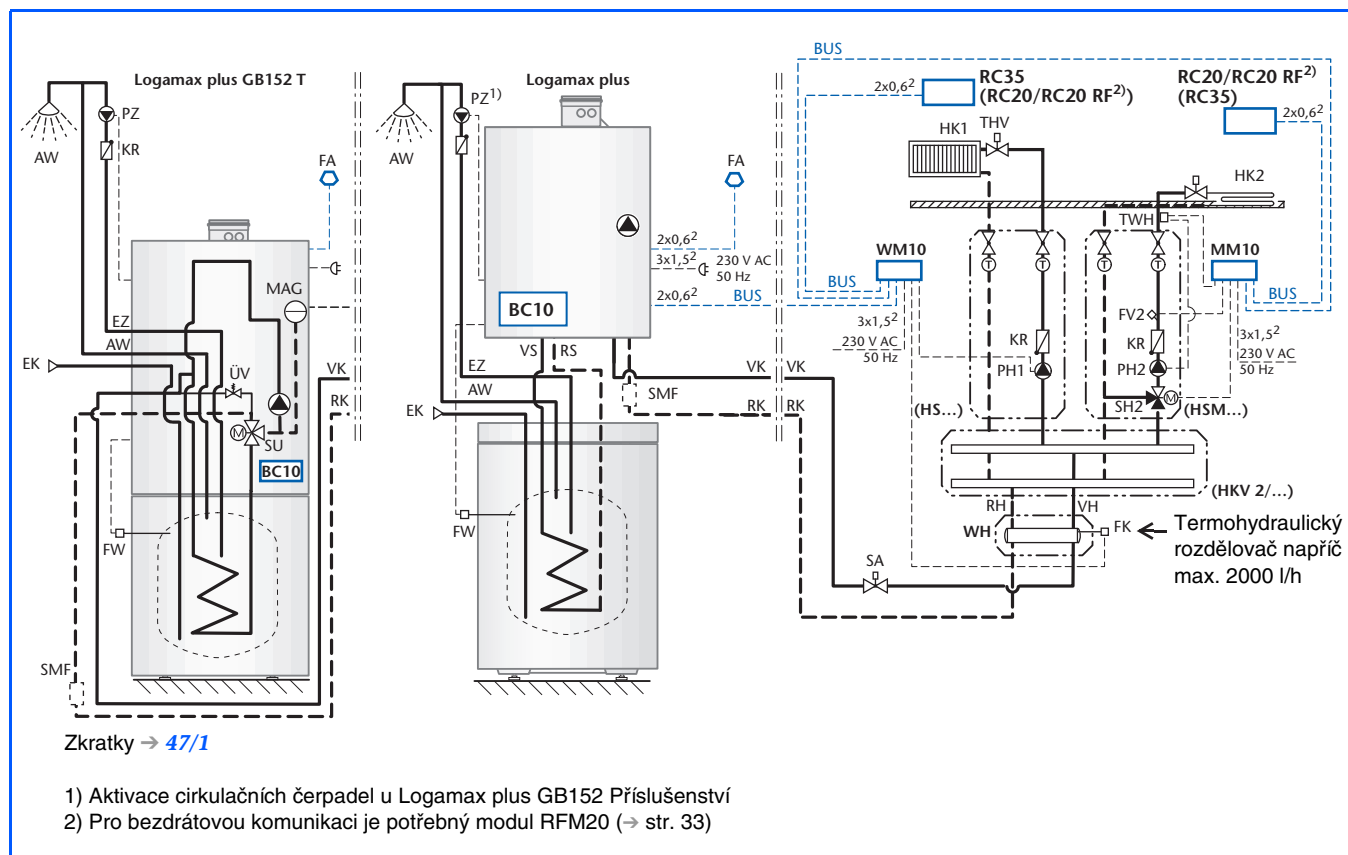 Logamax plus GB152 T
AW
PZ
KR
FA
MAG
EZ
AW
EK
ÜV
VK
RK
M
SU
BC10
FW
SMF
Logamax plus
AW
PZ1)
FA
2x0,6²
3x1,5²
230 V AC
50 Hz
2x0,6²
BUS
BC10
VS
RS
EZ
AW
EK
SMF
VK
VK
RK
RK
FW
BUS
2x0,6²
RC35
(RC20/RC20 RF2))
RC20/RC20 RF2)
(RC35)
2x0,6²
HK1
THV
HK2
TWH
WM10
MM10
BUS
BUS
T
T
T
T
3x1,5²
230 V AC
50 Hz
FV2
3x1,5²
230 V AC
50 Hz
KR
KR
PH1
PH2
SH2
M
(HS...)
(HSM...)
(HKV 2/...)
RH
VH
WH
FK
SA
Termohydraulický
rozdělovač napříč
max. 2000 l/h
Zkratky → 47/1
1) Aktivace cirkulačních čerpadel u Logamax plus GB152 Příslušenství
2) Pro bezdrátovou komunikaci je potřebný modul RFM20 (→ str. 33)